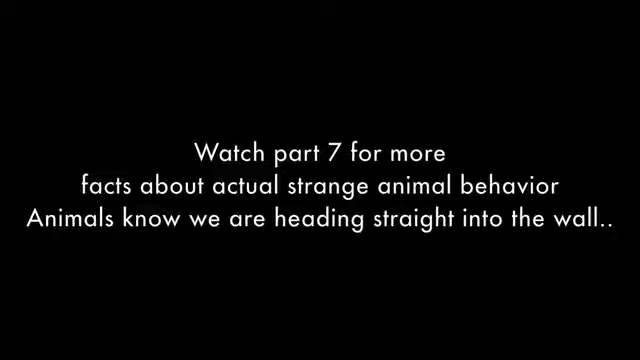 Watch part 7 for more
facts about actual strange animal behavior
Animals know we are heading straight into the wall..